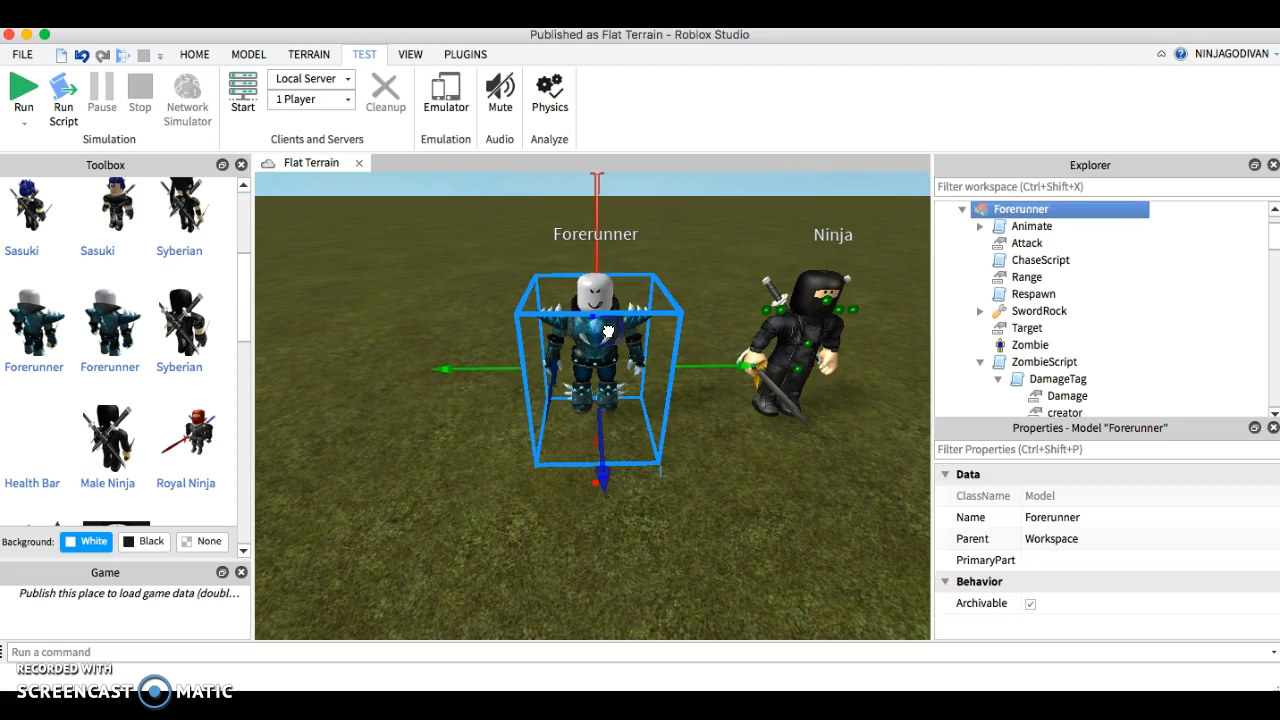 Published as Flat Terrain - Roblox Studio
FILE HOME MODEL TERRAIN TEST VIEW PLUGINS NINJAGODIVAN
Run Run Script Pause Stop Network Simulator
Simulation
Start Local Server 1 Player Cleanup
Clients and Servers
Emulator
Emulation
Mute
Audio
Physics
Analyze
Toolbox
Sasuki Sasuki Syberian
Forerunner Forerunner Syberian
Health Bar Male Ninja Royal Ninja
Background: White Black None
Game
Publish this place to load game data (doubl...
Flat Terrain
Forerunner
Ninja
Explorer
Filter workspace (Ctrl+Shift+X)
Forerunner
Animate
Attack
ChaseScript
Range
Respawn
SwordRock
Target
Zombie
ZombieScript
DamageTag
Damage
creator
Properties - Model "Forerunner"
Filter Properties (Ctrl+Shift+P)
Data
ClassName Model
Name Forerunner
Parent Workspace
PrimaryPart
Behavior
Archivable
Run a command
RECORDED WITH
SCREENCAST MATIC